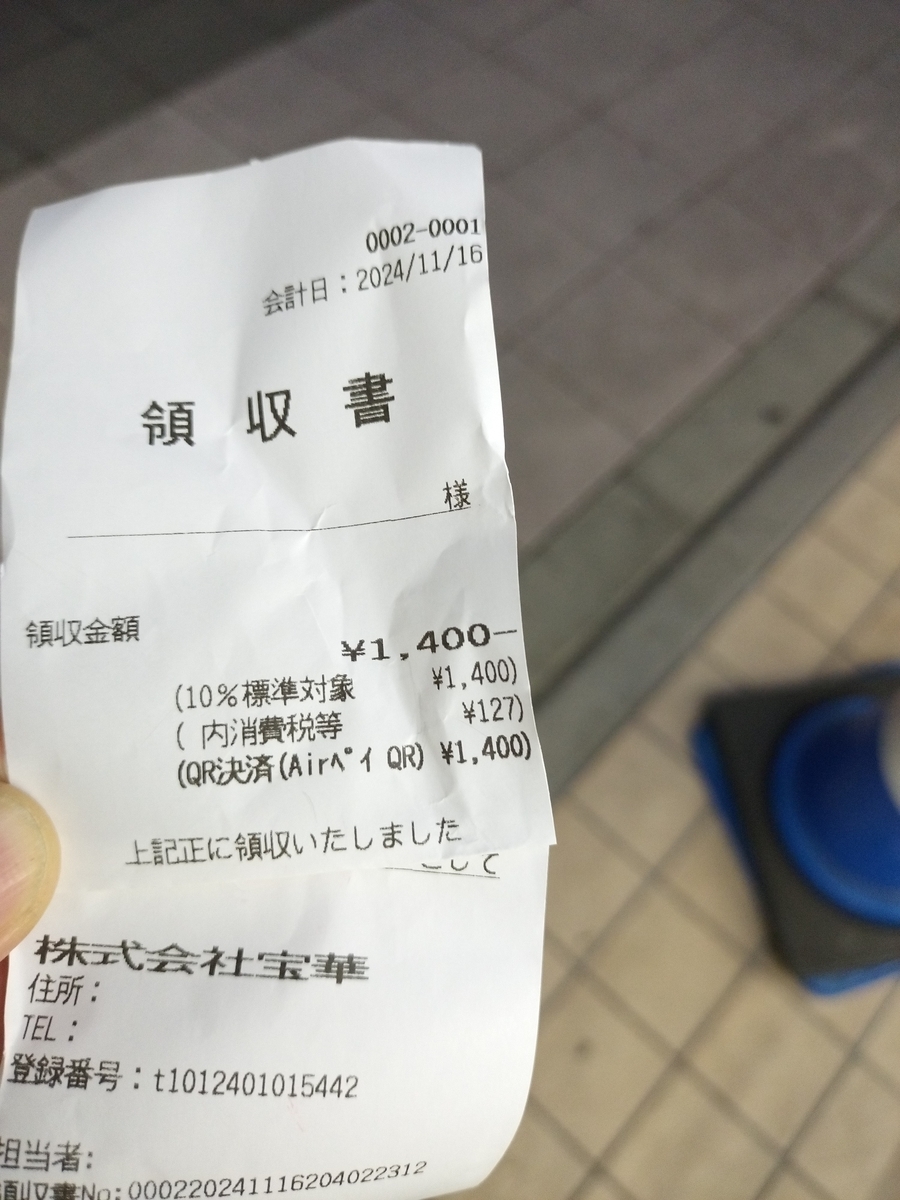 0002-0001
会計日：2024/11/16
領 収 書
様
領収金額
¥1,400−
(10%標準対象 ¥1,400)
( 内消費税等 ¥127)
(QR決済(Airペイ QR) ¥1,400)
上記正に領収いたしました
株式会社宝華
住所：
TEL：
登録番号：t1012401015442
担当者:
領収書No:000220241116204022312